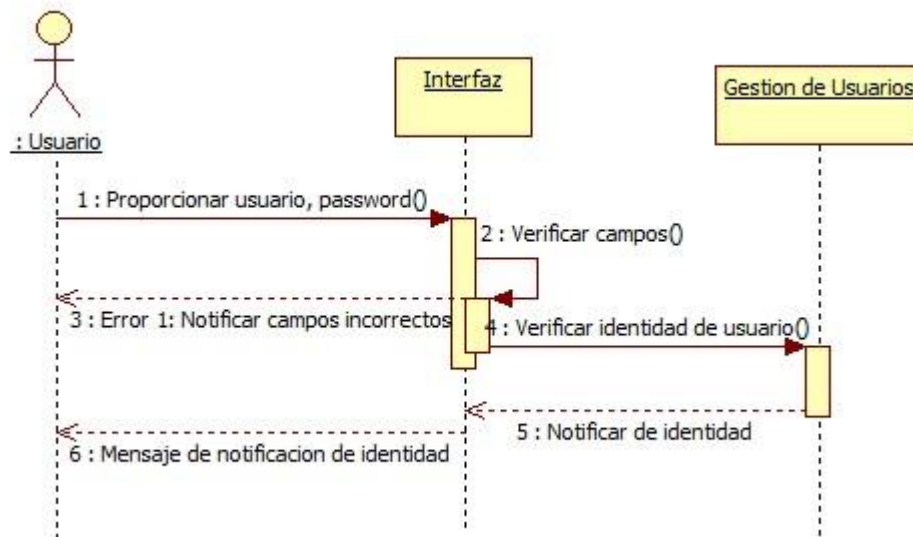 Interfaz
Gestion de Usuarios
: Usuario
1 : Proporcionar usuario, password()
2 : Verificar campos()
3 : Error 1: Notificar campos incorrectos
4 : Verificar identidad de usuario()
5 : Notificar de identidad
6 : Mensaje de notificacion de identidad